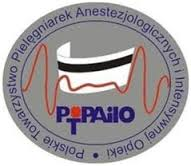 Polskie Towarzystwo Pielęgniarek Anestezjologicznych i Intensywnej Opieki •
PTPAiIO